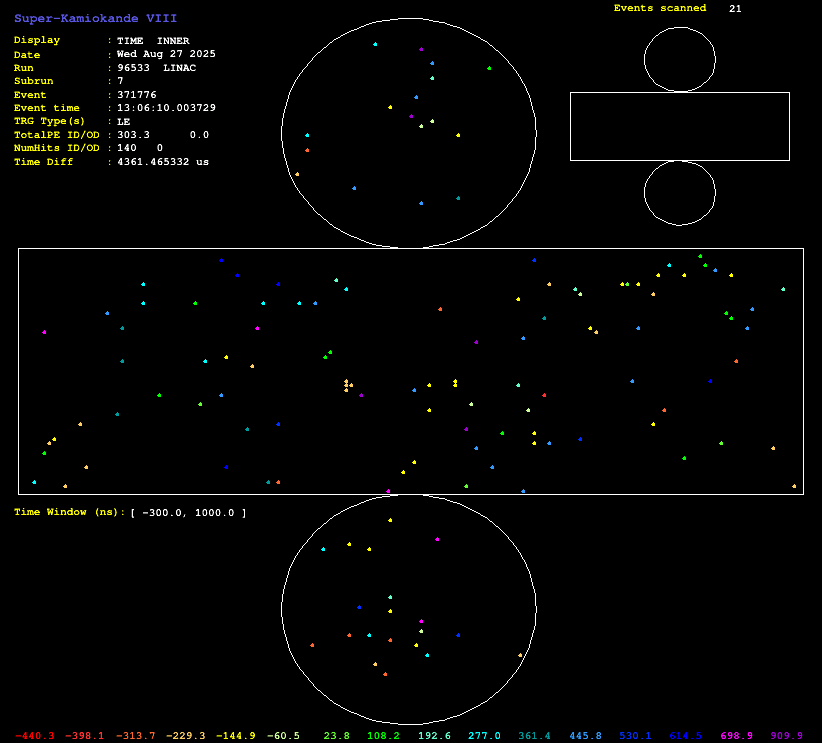 Super-Kamiokande VIII
Events scanned 21
Display : TIME INNER
Date : Wed Aug 27 2025
Run : 96533 LINAC
Subrun : 7
Event : 371776
Event time : 13:06:10.003729
TRG Type(s) : LE
TotalPE ID/OD : 303.3 0.0
NumHits ID/OD : 140 0
Time Diff : 4361.465332 us
Time Window (ns): [ -300.0, 1000.0 ]
-440.3 -398.1 -313.7 -229.3 -144.9 -60.5 23.8 108.2 192.6 277.0 361.4 445.8 530.1 614.5 698.9 909.9